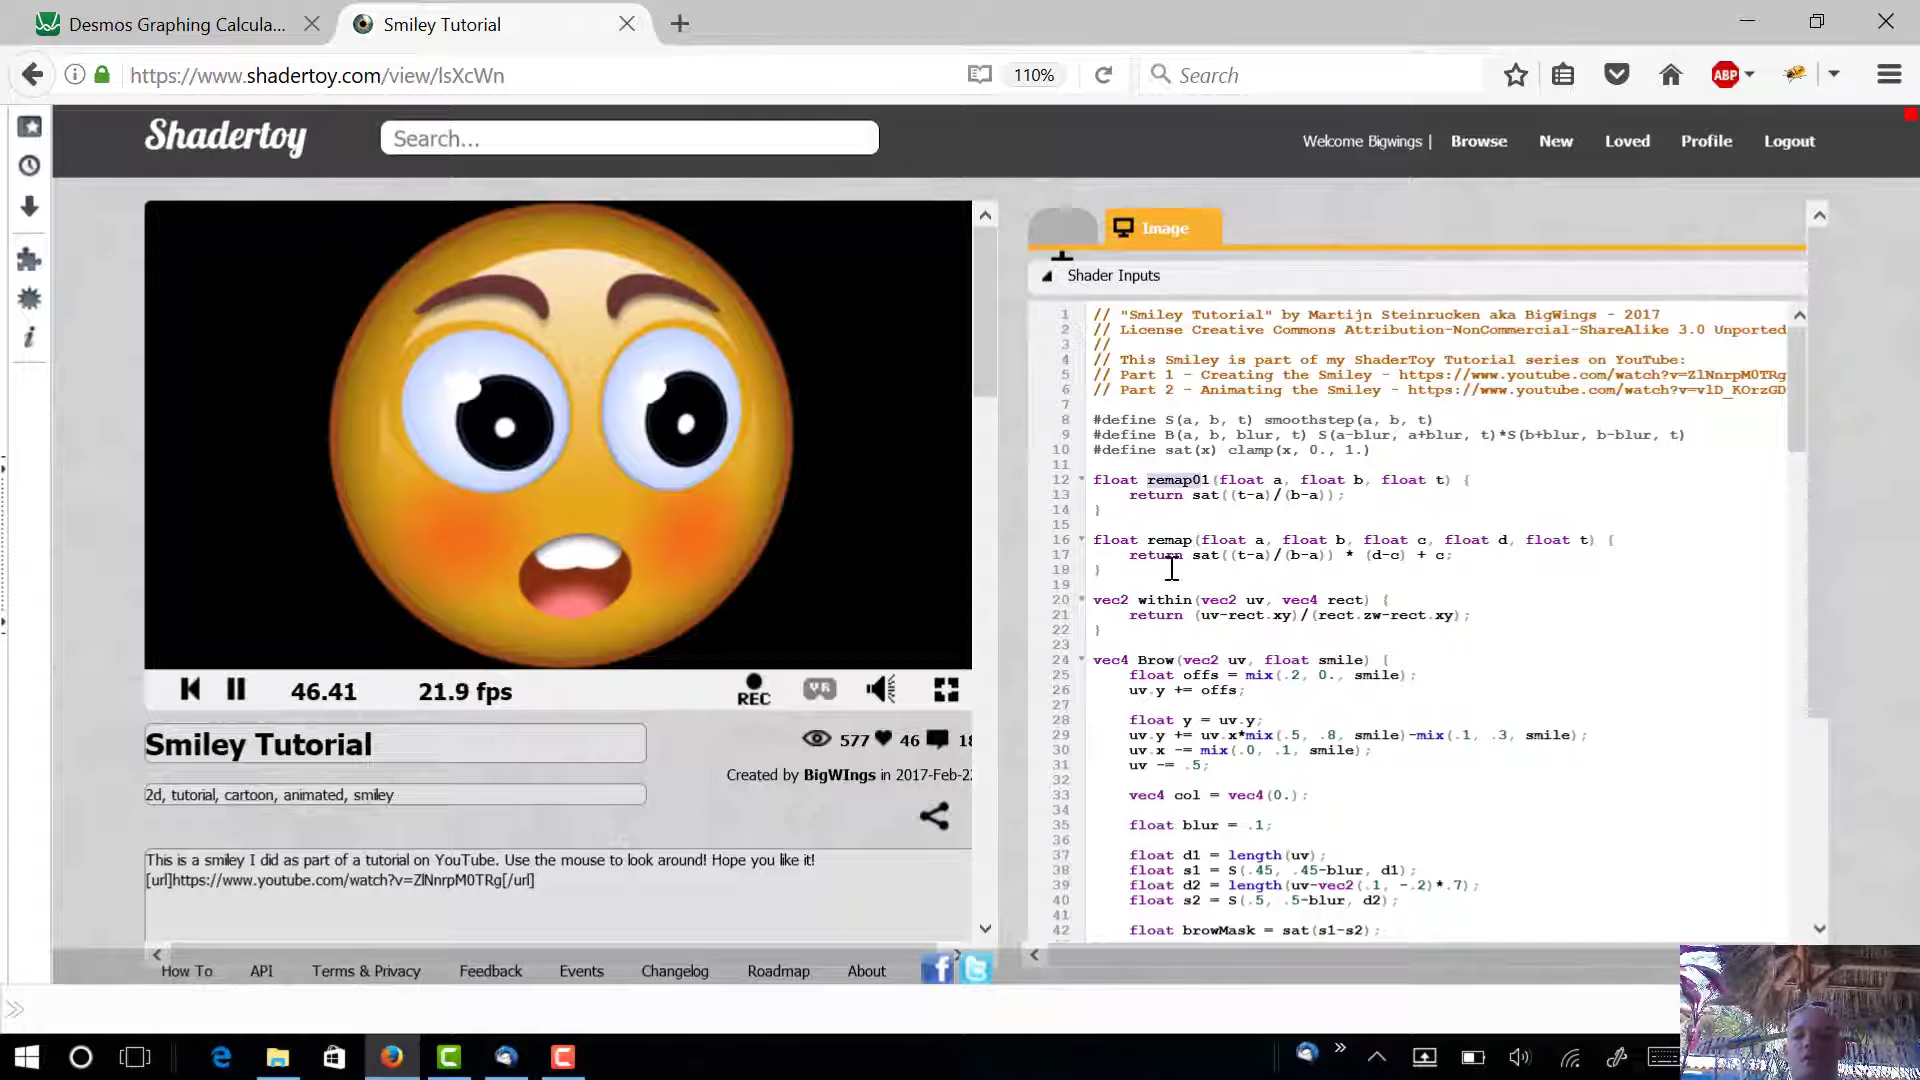 Desmos Graphing Calcula...
Smiley Tutorial
https://www.shadertoy.com/view/lsXcWn
110%
Search
ABP
Shadertoy
Search...
Welcome Bigwings |
Browse
New
Loved
Profile
Logout
Image
Shader Inputs
1 // "Smiley Tutorial" by Martijn Steinrucken aka BigWings - 2017
2 // License Creative Commons Attribution-NonCommercial-ShareAlike 3.0 Unported
3 //
4 // This Smiley is part of my ShaderToy Tutorial series on YouTube:
5 // Part 1 - Creating the Smiley - https://www.youtube.com/watch?v=ZlNnrpM0TRg
6 // Part 2 - Animating the Smiley - https://www.youtube.com/watch?v=vlD_KOrzGD
7
8 #define S(a, b, t) smoothstep(a, b, t)
9 #define B(a, b, blur, t) S(a-blur, a+blur, t)*S(b+blur, b-blur, t)
10 #define sat(x) clamp(x, 0., 1.)
11
12 float remap01(float a, float b, float t) {
13 return sat((t-a)/(b-a));
14 }
15
16 float remap(float a, float b, float c, float d, float t) {
17 return sat((t-a)/(b-a)) * (d-c) + c;
18 }
19
20 vec2 within(vec2 uv, vec4 rect) {
21 return (uv-rect.xy)/(rect.zw-rect.xy);
22 }
23
24 vec4 Brow(vec2 uv, float smile) {
25 float offs = mix(.2, 0., smile);
26 uv.y += offs;
27
28 float y = uv.y;
29 uv.y += uv.x*mix(.5, .8, smile)-mix(.1, .3, smile);
30 uv.x -= mix(.0, .1, smile);
31 uv -= .5;
32
33 vec4 col = vec4(0.);
34
35 float blur = .1;
36
37 float d1 = length(uv);
38 float s1 = S(.45, .45-blur, d1);
39 float d2 = length(uv-vec2(.1, -.2)*.7);
40 float s2 = S(.5, .5-blur, d2);
41
42 float browMask = sat(s1-s2);
46.41
21.9 fps
REC
VR
Smiley Tutorial
577
46
18
Created by BigWIngs in 2017-Feb-22
2d, tutorial, cartoon, animated, smiley
This is a smiley I did as part of a tutorial on YouTube. Use the mouse to look around! Hope you like it!
[url]https://www.youtube.com/watch?v=ZlNnrpM0TRg[/url]
How To
API
Terms & Privacy
Feedback
Events
Changelog
Roadmap
About